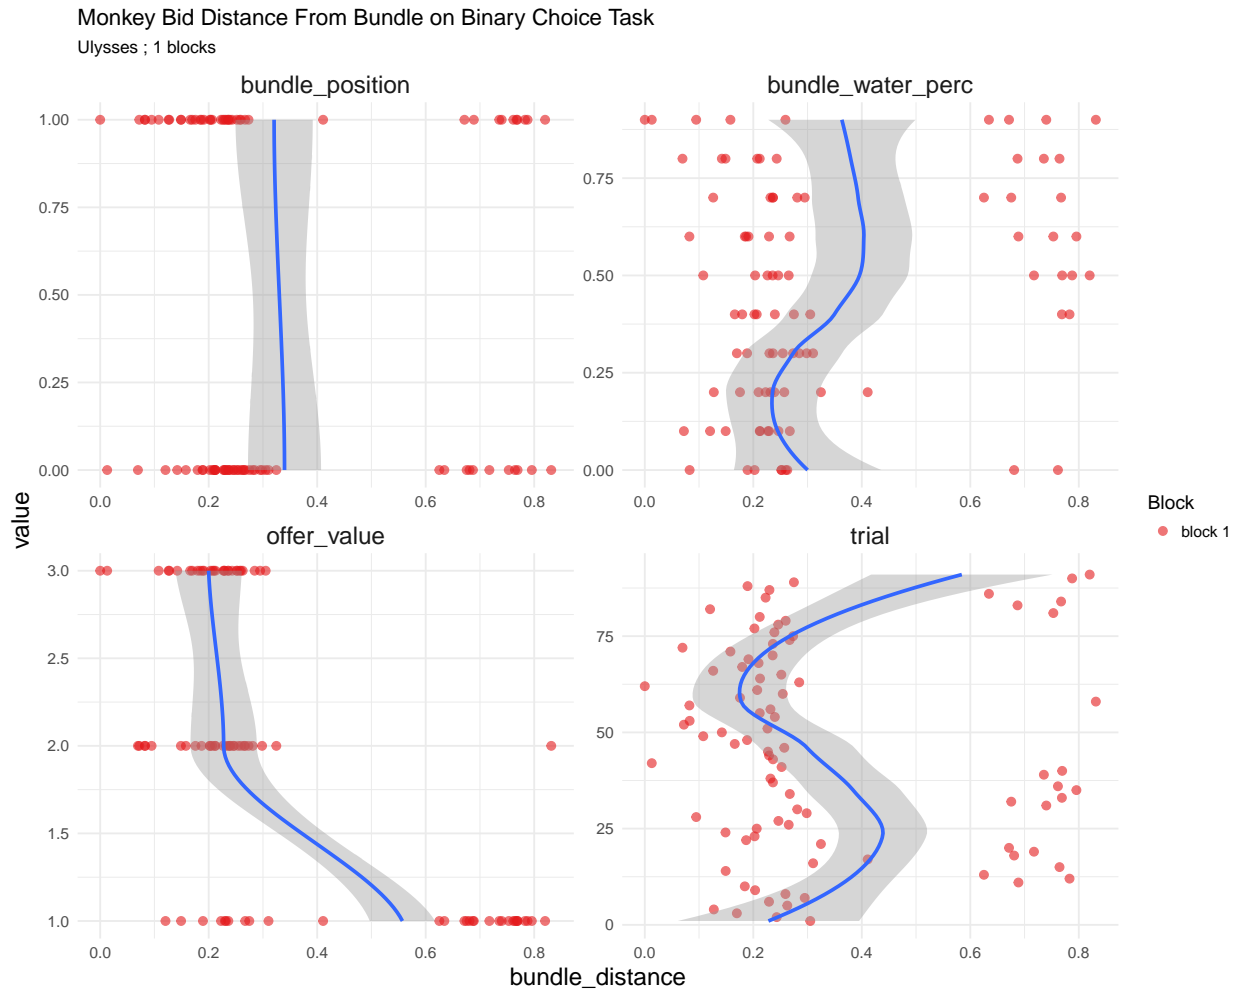 Monkey Bid Distance From Bundle on Binary Choice Task
Ulysses ; 1 blocks
bundle_position
bundle_water_perc
1.00
0.75
0.50
0.25
0.00
0.75
0.50
0.25
0.00
0.0 0.2 0.4 0.6 0.8
0.0 0.2 0.4 0.6 0.8
value
offer_value
trial
3.0
2.5
2.0
1.5
1.0
75
50
25
0
0.0 0.2 0.4 0.6 0.8
0.0 0.2 0.4 0.6 0.8
bundle_distance
Block
block 1